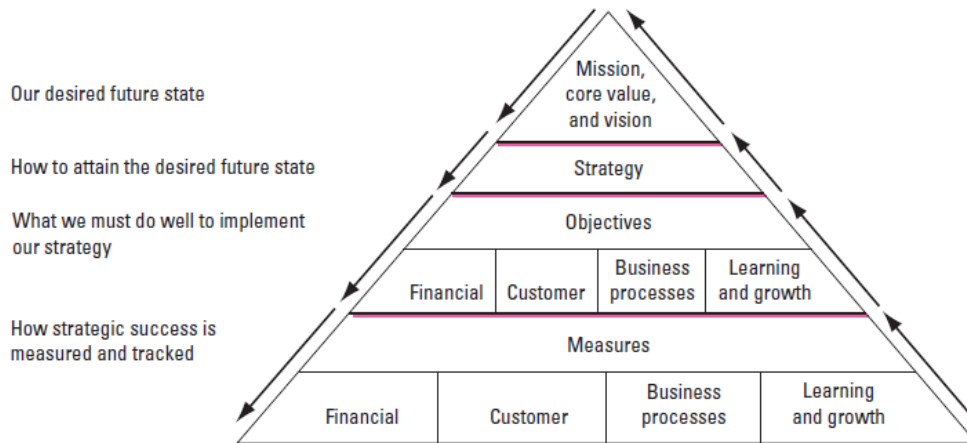 Our desired future state
Mission,
core value,
and vision
How to attain the desired future state
Strategy
What we must do well to implement
our strategy
Objectives
Financial
Customer
Business
processes
Learning
and growth
How strategic success is
measured and tracked
Measures
Financial
Customer
Business
processes
Learning
and growth